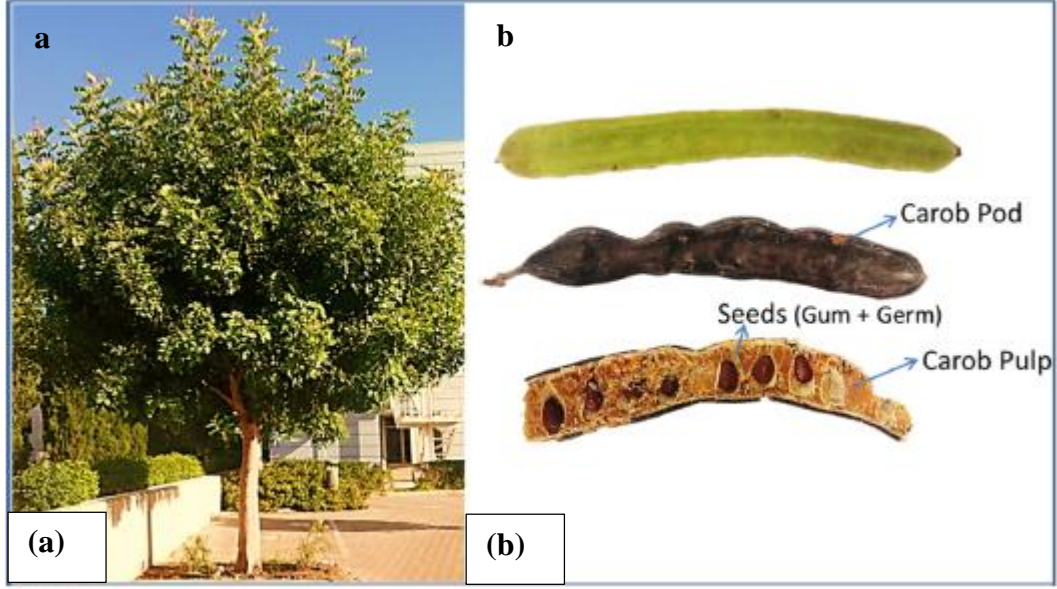 a
b
Carob Pod
Seeds (Gum + Germ)
Carob Pulp
(a)
(b)